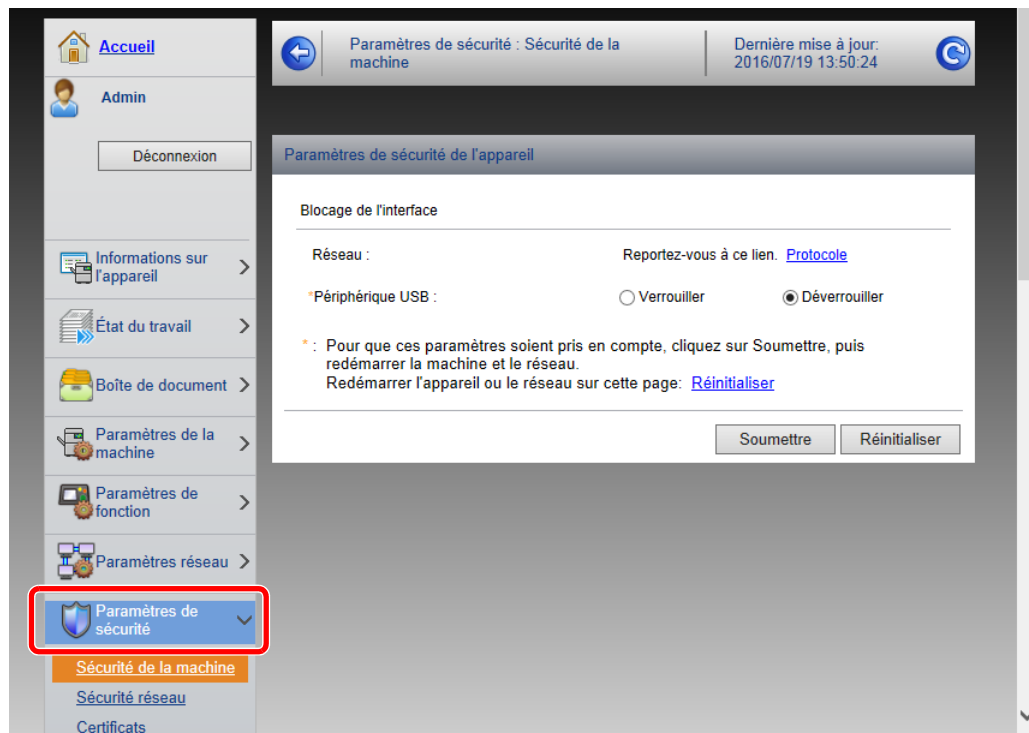 Accueil
Admin
Déconnexion
Informations sur
l'appareil
État du travail
Boîte de document
Paramètres de la
machine
Paramètres de
fonction
Paramètres réseau
Paramètres de
sécurité
Sécurité de la machine
Sécurité réseau
Certificats
Paramètres de sécurité : Sécurité de la
machine
Dernière mise à jour:
2016/07/19 13:50:24
Paramètres de sécurité de l'appareil
Blocage de l'interface
Réseau : Reportez-vous à ce lien. Protocole
*Périphérique USB : Verrouiller Déverrouiller
* : Pour que ces paramètres soient pris en compte, cliquez sur Soumettre, puis
redémarrer la machine et le réseau.
Redémarrer l'appareil ou le réseau sur cette page: Réinitialiser
Soumettre Réinitialiser